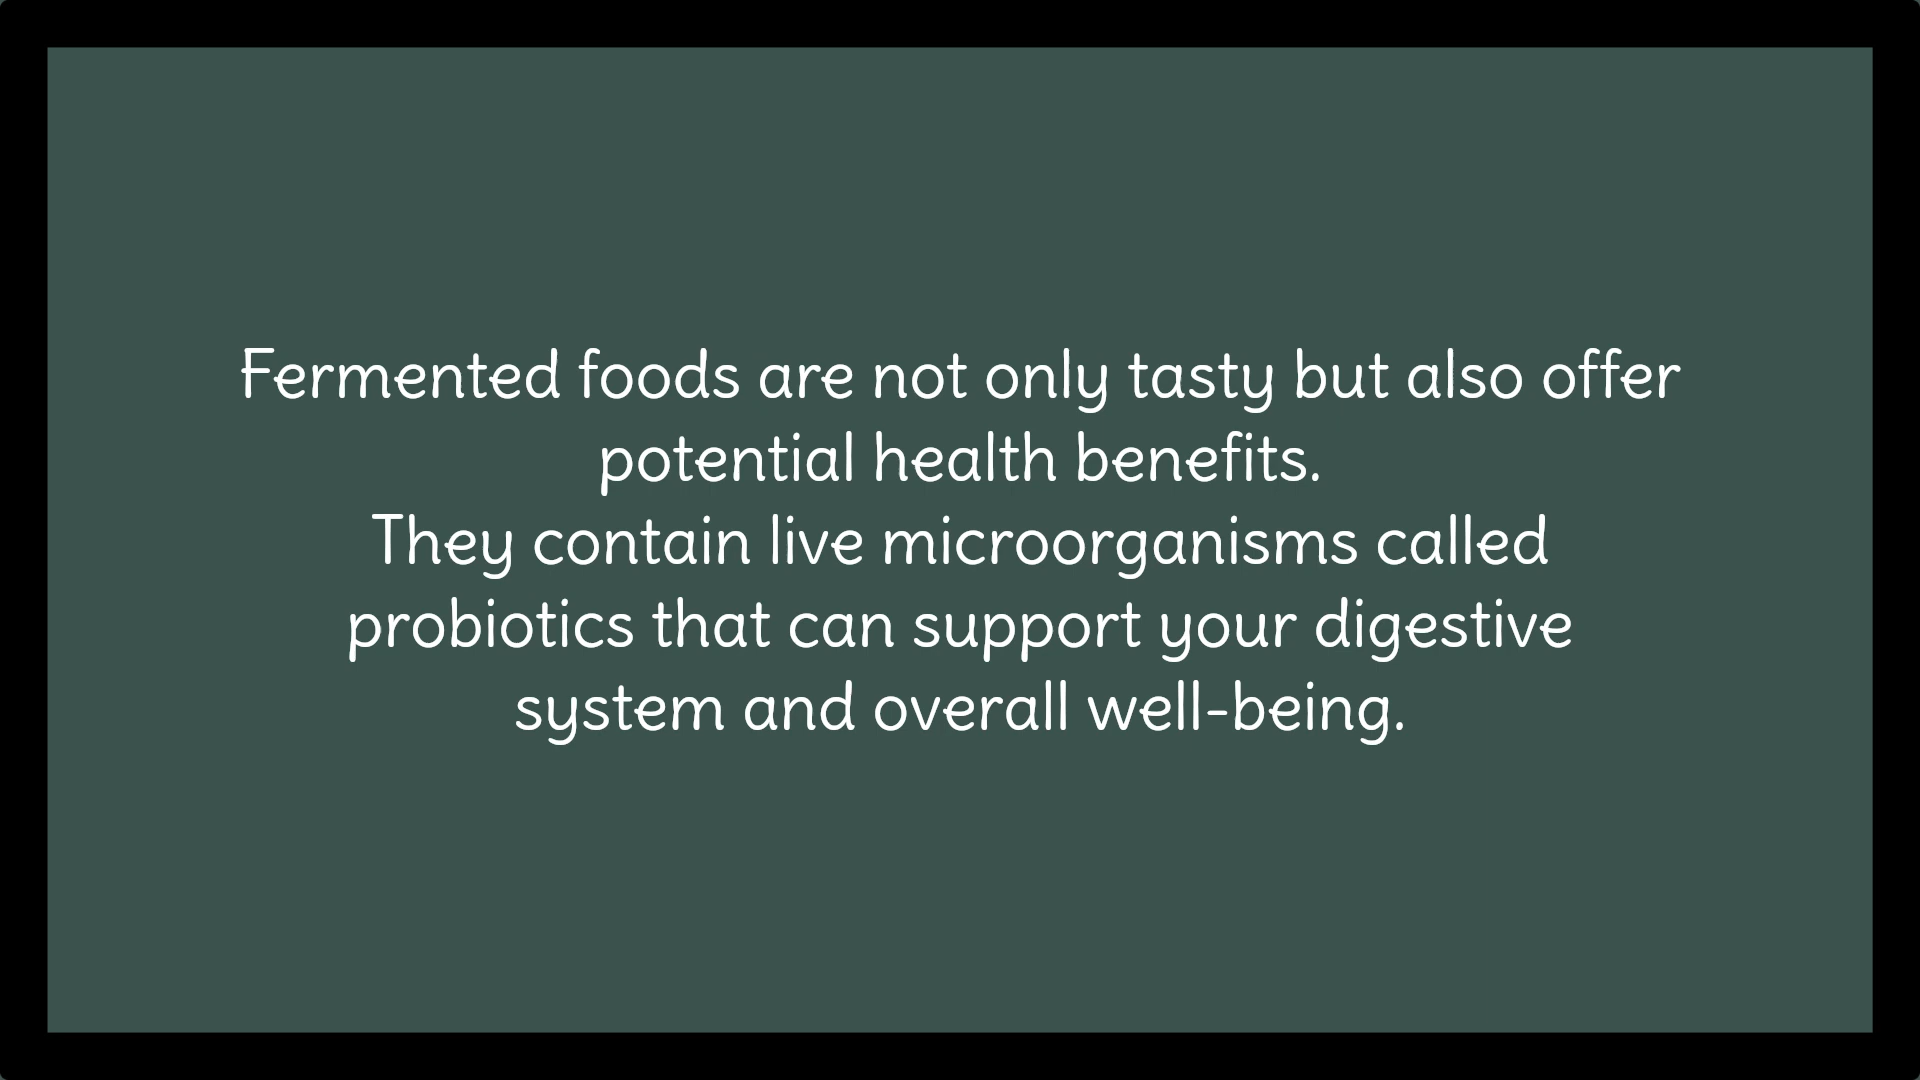 Fermented foods are not only tasty but also offer
potential health benefits.
They contain live microorganisms called
probiotics that can support your digestive
system and overall well-being.